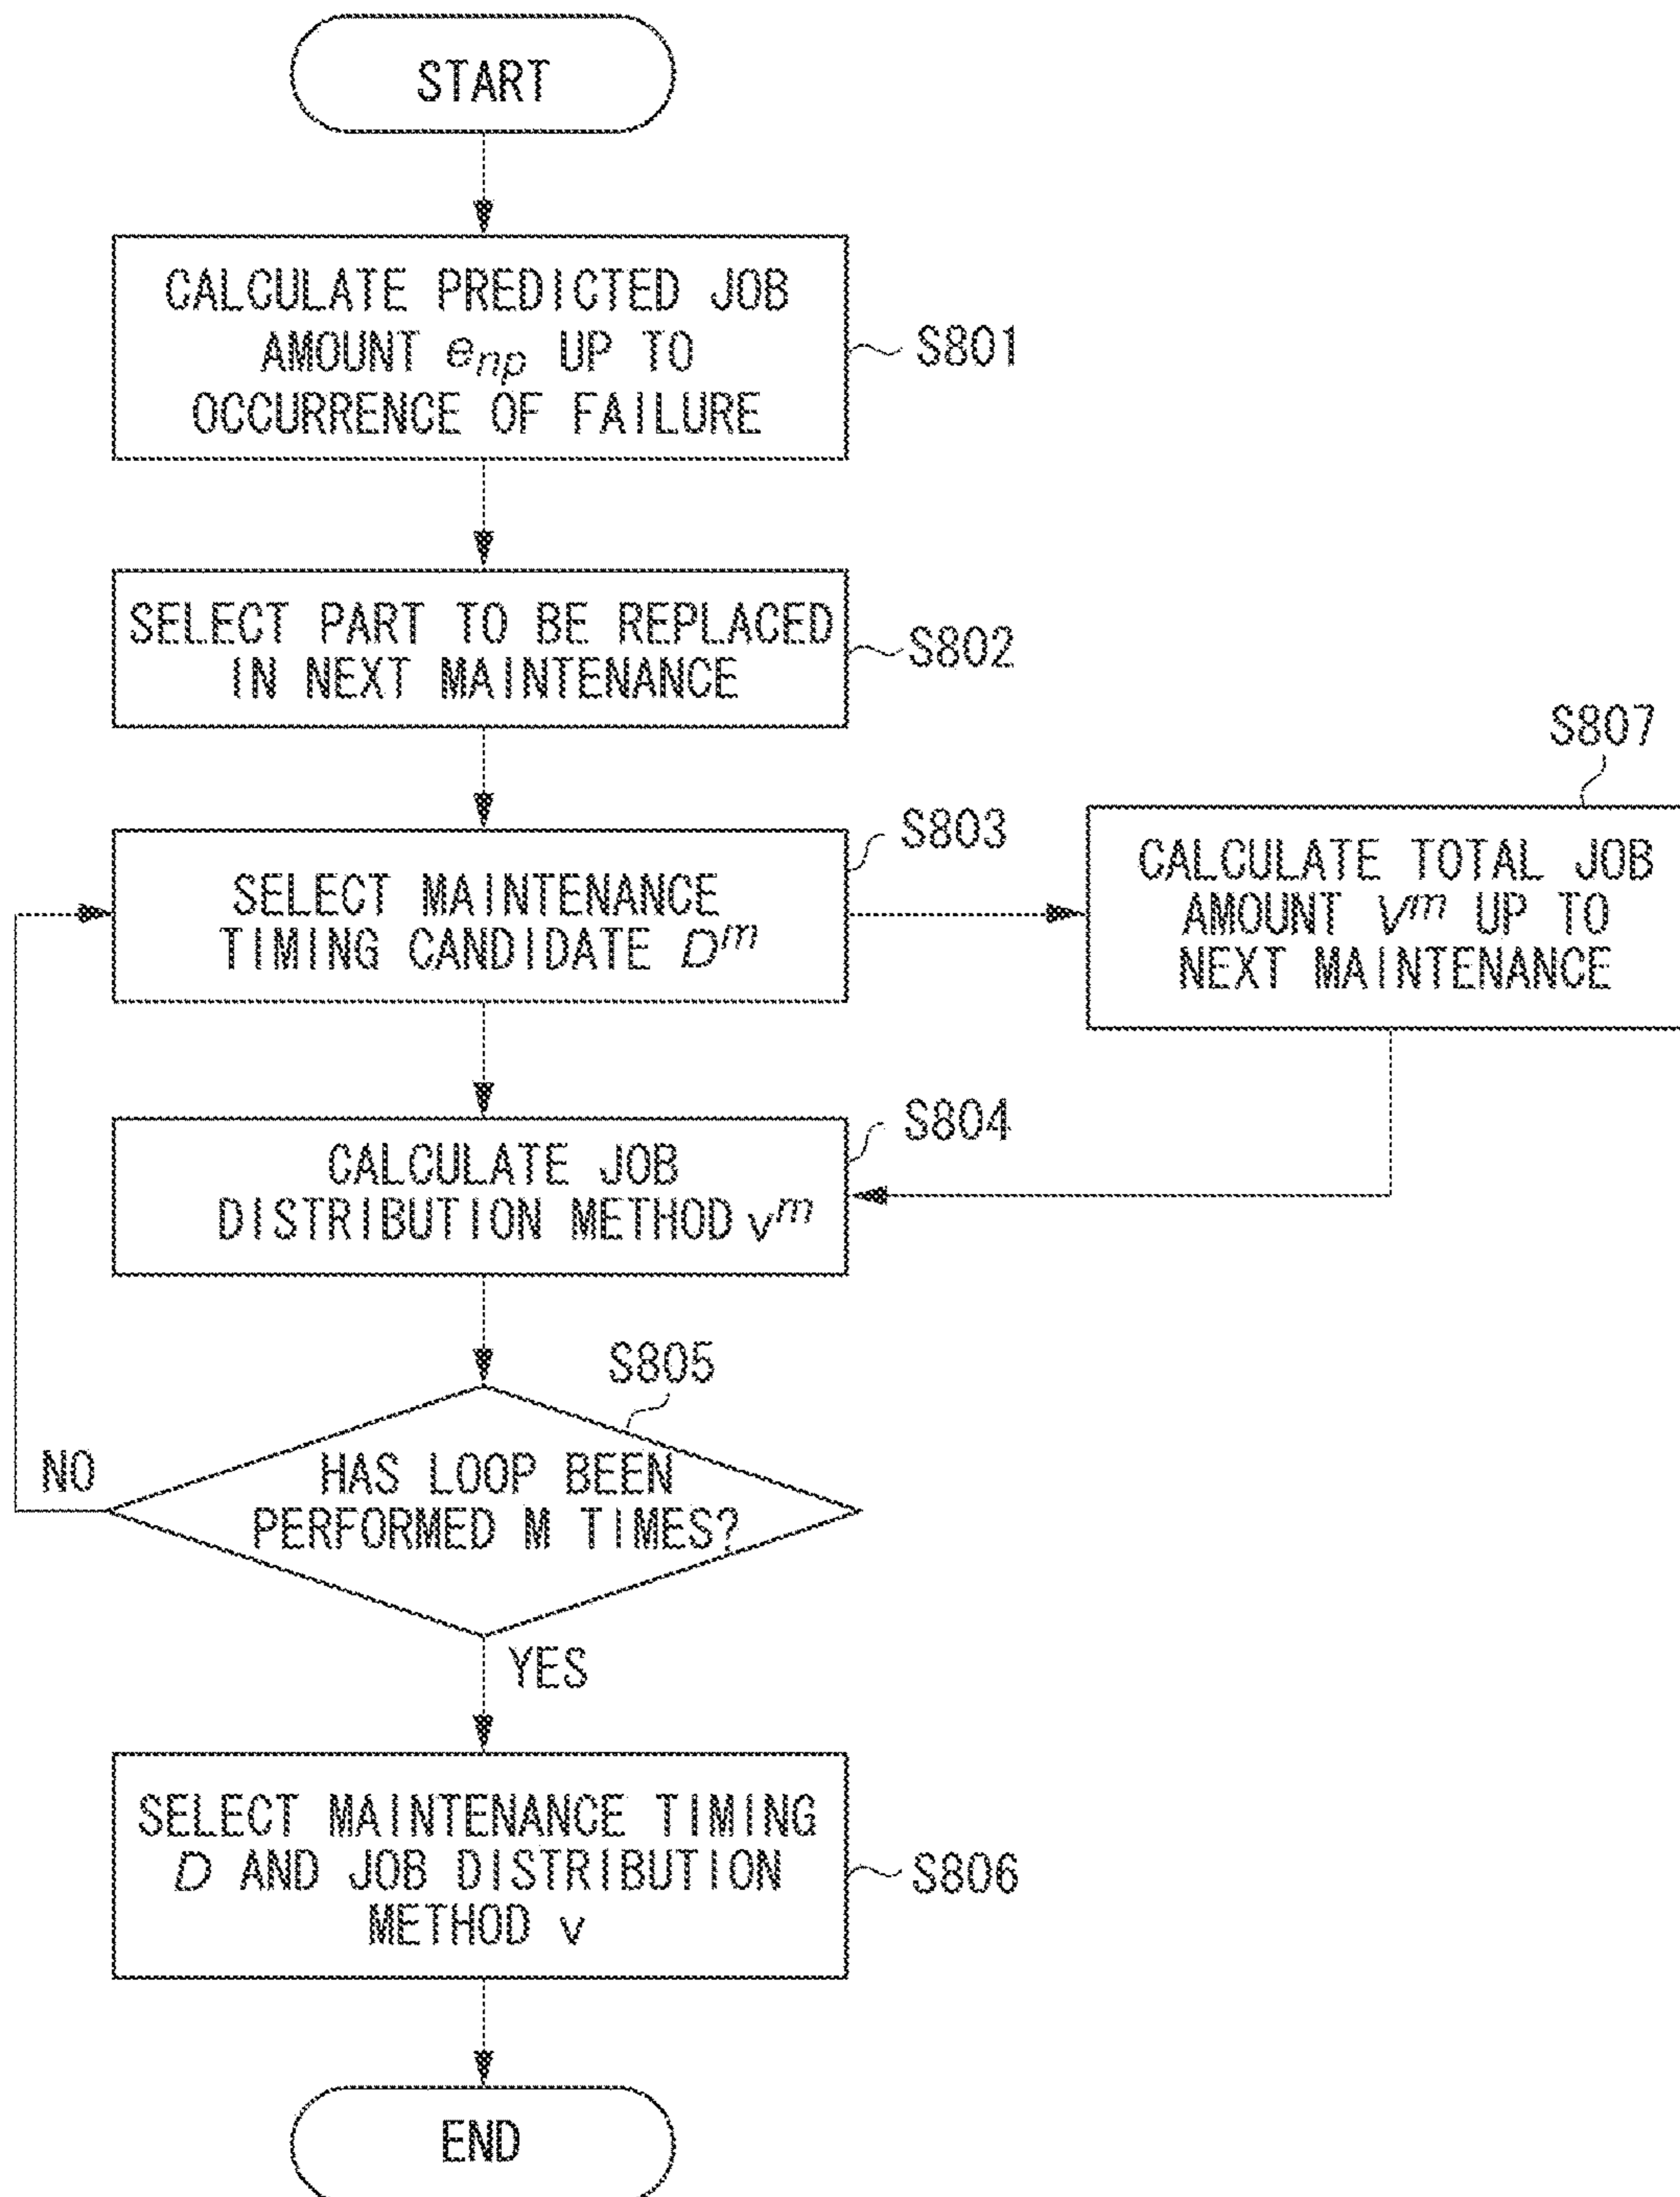 START
CALCULATE PREDICTED JOB
AMOUNT enp UP TO
OCCURRENCE OF FAILURE
S801
SELECT PART TO BE REPLACED
IN NEXT MAINTENANCE
S802
S803
SELECT MAINTENANCE
TIMING CANDIDATE Dm
S807
CALCULATE TOTAL JOB
AMOUNT Vm UP TO
NEXT MAINTENANCE
S804
CALCULATE JOB
DISTRIBUTION METHOD vm
S805
HAS LOOP BEEN
PERFORMED M TIMES?
NO
YES
SELECT MAINTENANCE TIMING
D AND JOB DISTRIBUTION
METHOD v
S806
END